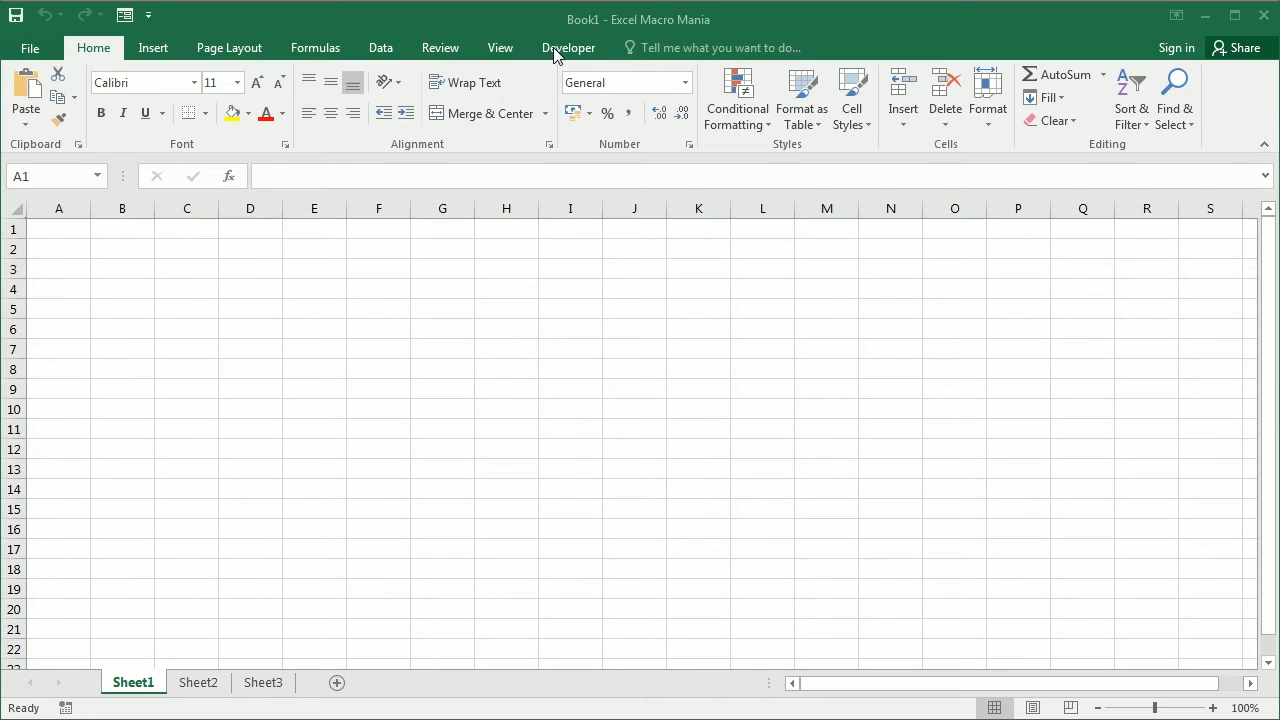 Book1 - Excel Macro Mania
File Home Insert Page Layout Formulas Data Review View Developer Tell me what you want to do... Sign in Share
Calibri 11 Wrap Text General AutoSum
Paste Conditional Formatting Format as Table Cell Styles Insert Delete Format Fill Sort & Filter Find & Select
B I U A Merge & Center % , Clear
Clipboard Font Alignment Number Styles Cells Editing
A1 fx
A B C D E F G H I J K L M N O P Q R S
1
2
3
4
5
6
7
8
9
10
11
12
13
14
15
16
17
18
19
20
21
22
23
Sheet1 Sheet2 Sheet3
Ready 100%